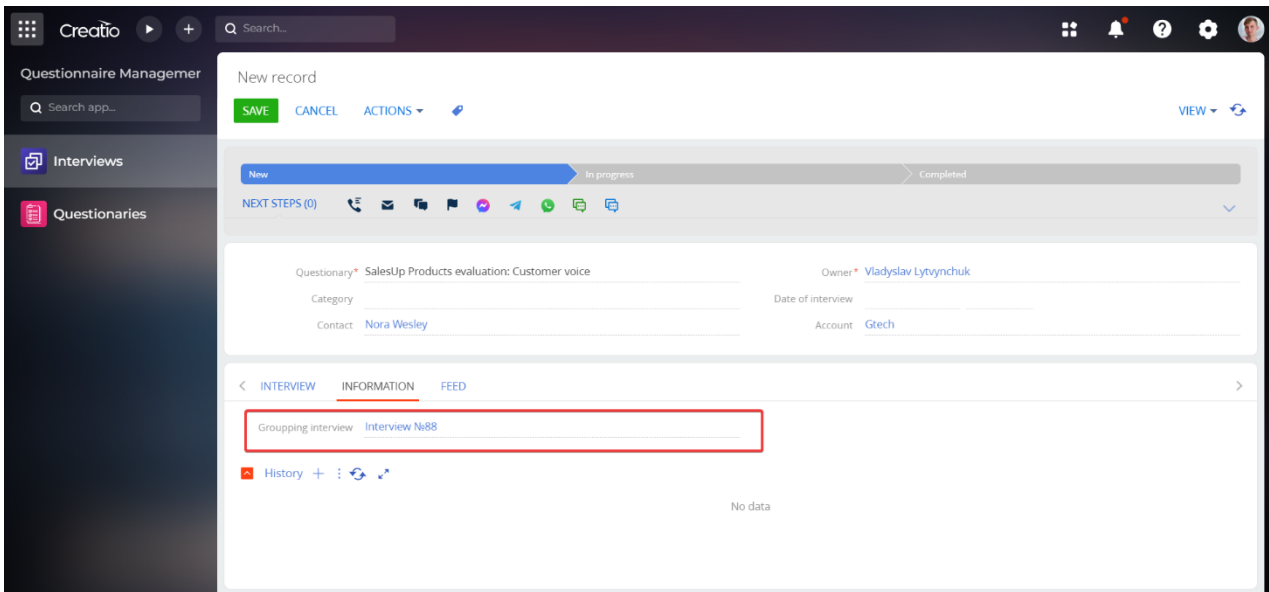 Creatio
Search...
Questionnaire Managemer
Search app...
Interviews
Questionaries
New record
SAVE CANCEL ACTIONS
VIEW
New In progress Completed
NEXT STEPS (0)
Questionary* SalesUp Products evaluation: Customer voice
Owner* Vladyslav Lytvynchuk
Category
Date of interview
Contact Nora Wesley
Account Gtech
INTERVIEW INFORMATION FEED
Groupping interview Interview №88
History
No data